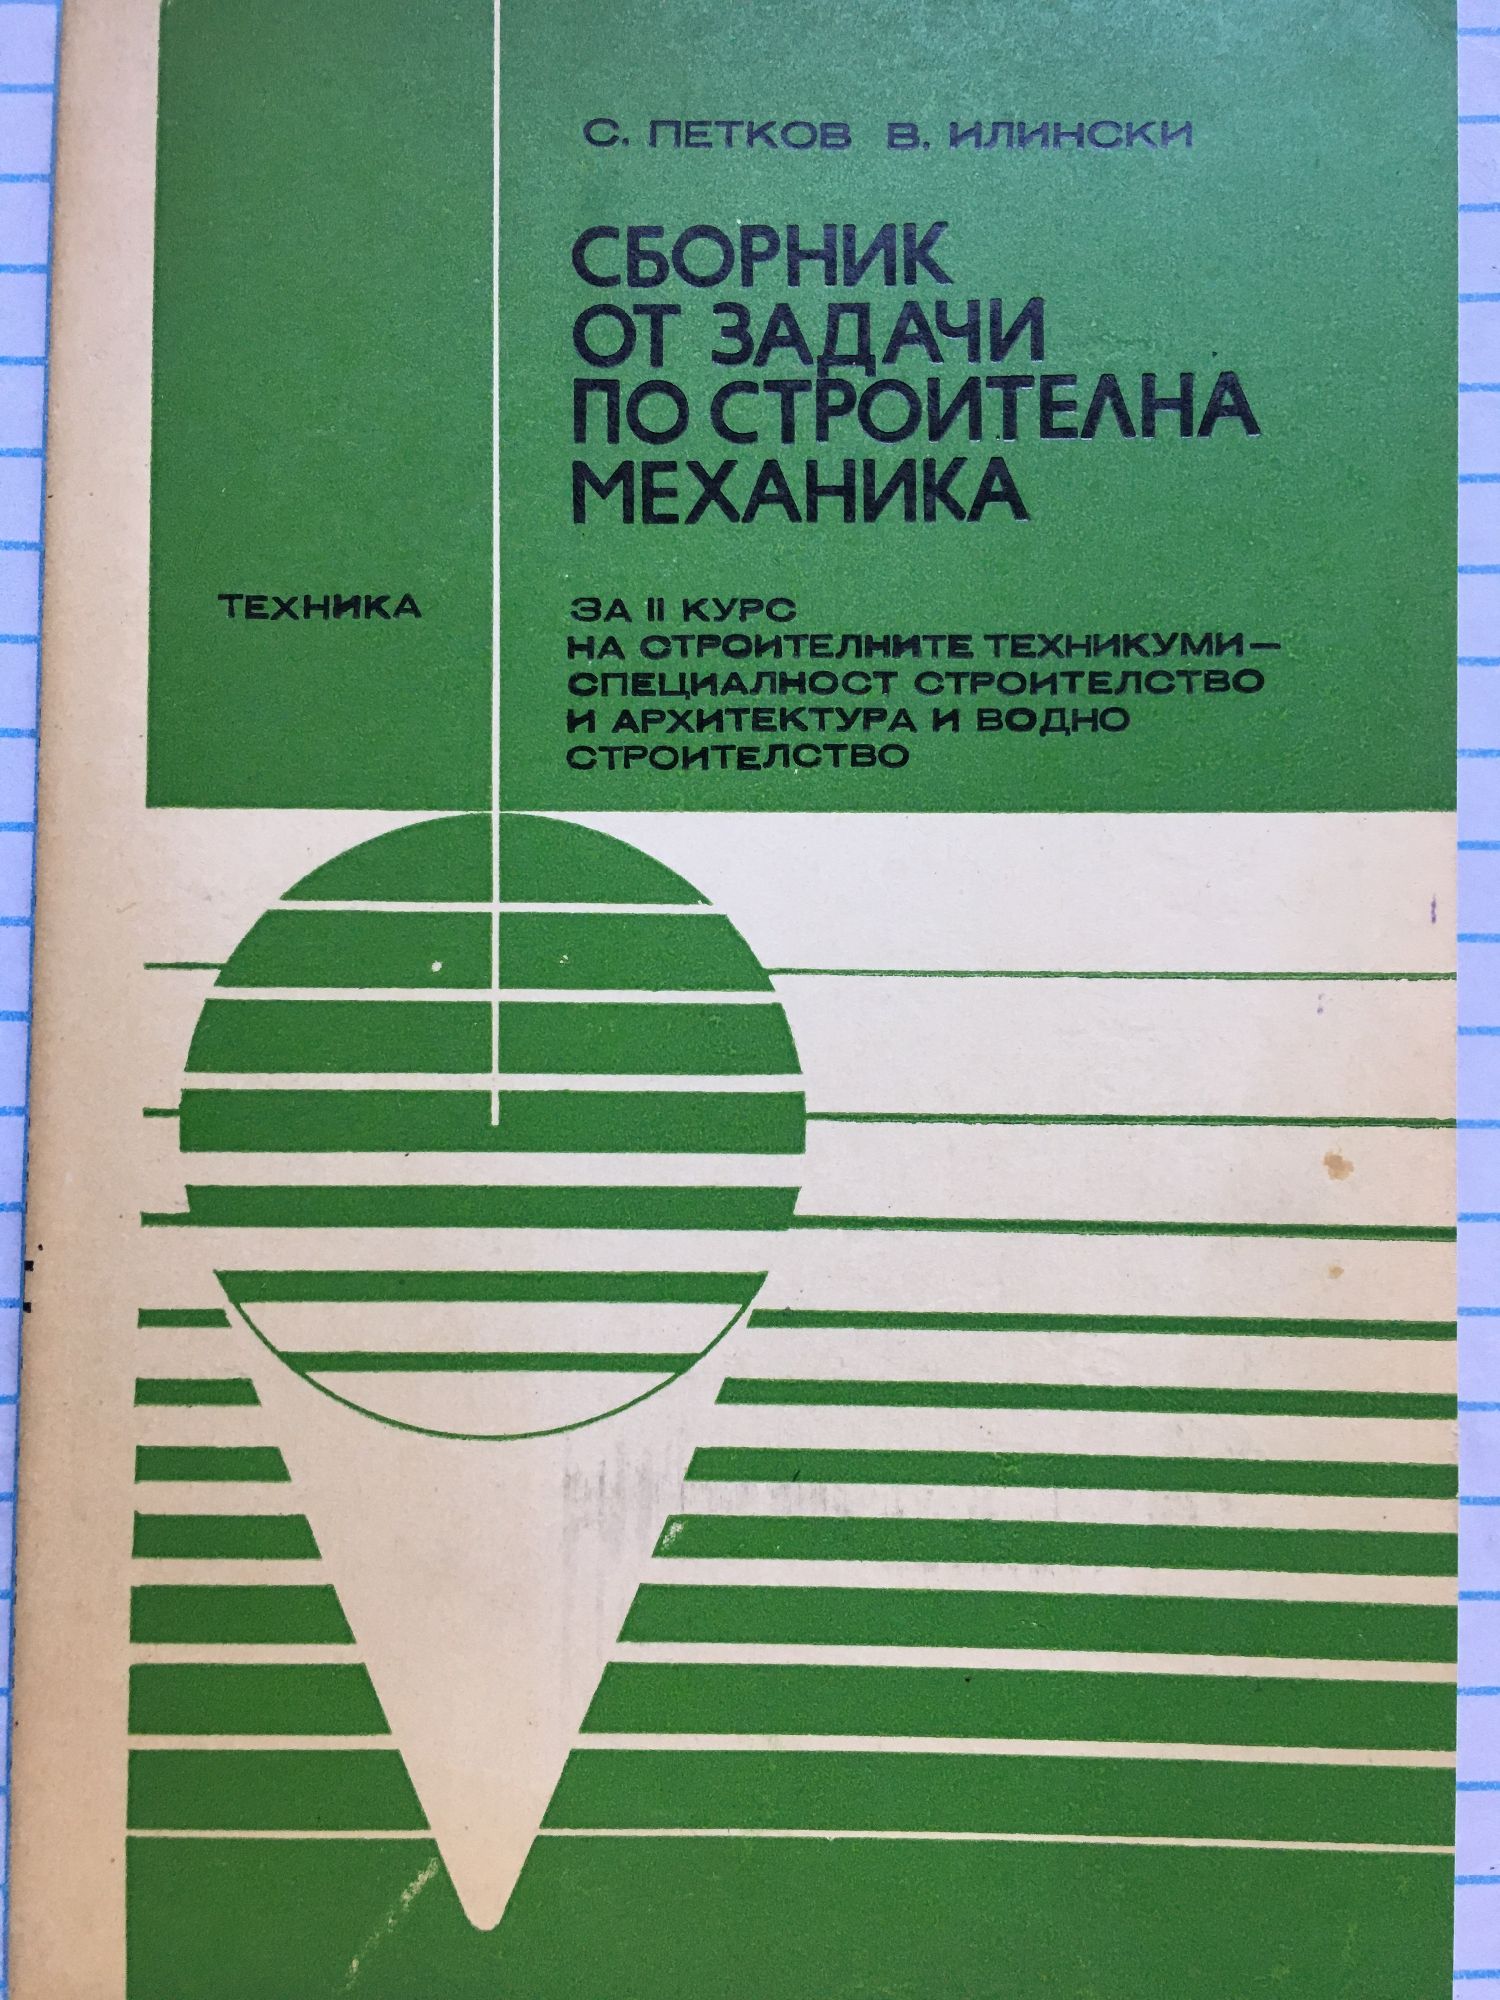 С. ПЕТКОВ В. ИЛИНСКИ
СБОРНИК
ОТ ЗАДАЧИ
ПО СТРОИТЕЛНА
МЕХАНИКА
ТЕХНИКА
ЗА II КУРС
НА СТРОИТЕЛНИТЕ ТЕХНИКУМИ—
СПЕЦИАЛНОСТ СТРОИТЕЛСТВО
И АРХИТЕКТУРА И ВОДНО
СТРОИТЕЛСТВО